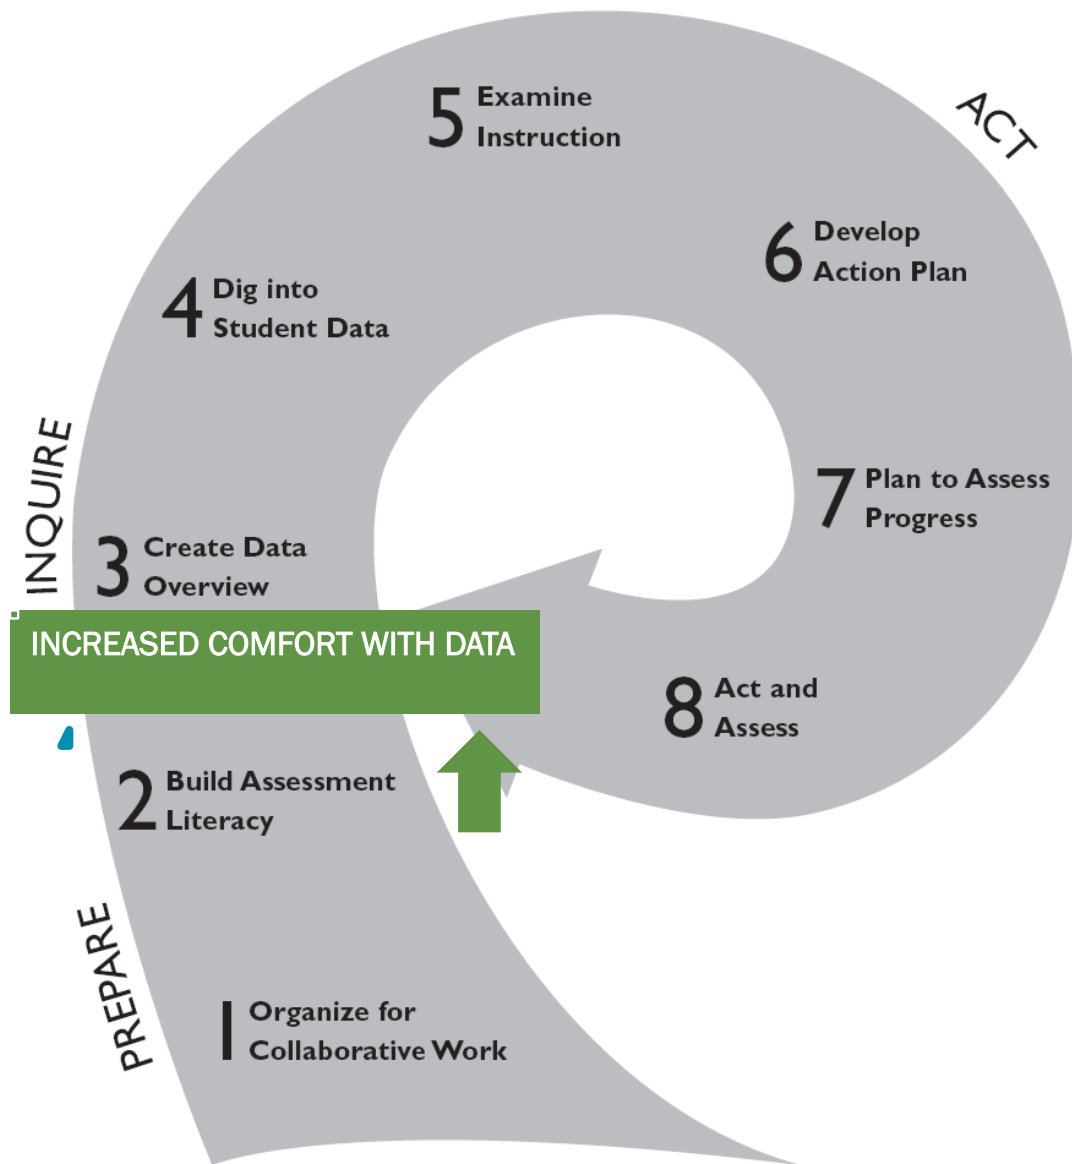 5 Examine
Instruction
ACT
6 Develop
Action Plan
4 Dig into
Student Data
INQUIRE
7 Plan to Assess
Progress
3 Create Data
Overview
INCREASED COMFORT WITH DATA
8 Act and
Assess
2 Build Assessment
Literacy
PREPARE
1 Organize for
Collaborative Work